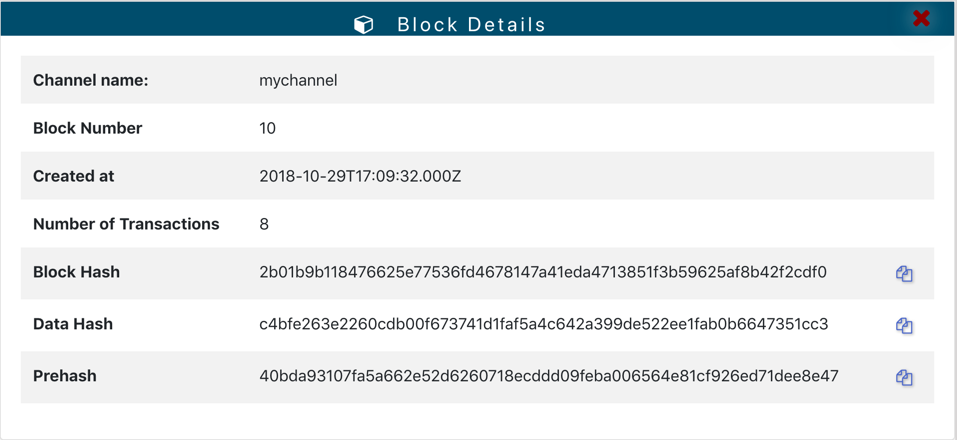 Block Details
Channel name: mychannel
Block Number 10
Created at 2018-10-29T17:09:32.000Z
Number of Transactions 8
Block Hash 2b01b9b118476625e77536fd4678147a41eda4713851f3b59625af8b42f2cdf0
Data Hash c4bfe263e2260cdb00f673741d1faf5a4c642a399de522ee1fab0b6647351cc3
Prehash 40bda93107fa5a662e52d6260718ecddd09feba006564e81cf926ed71dee8e47